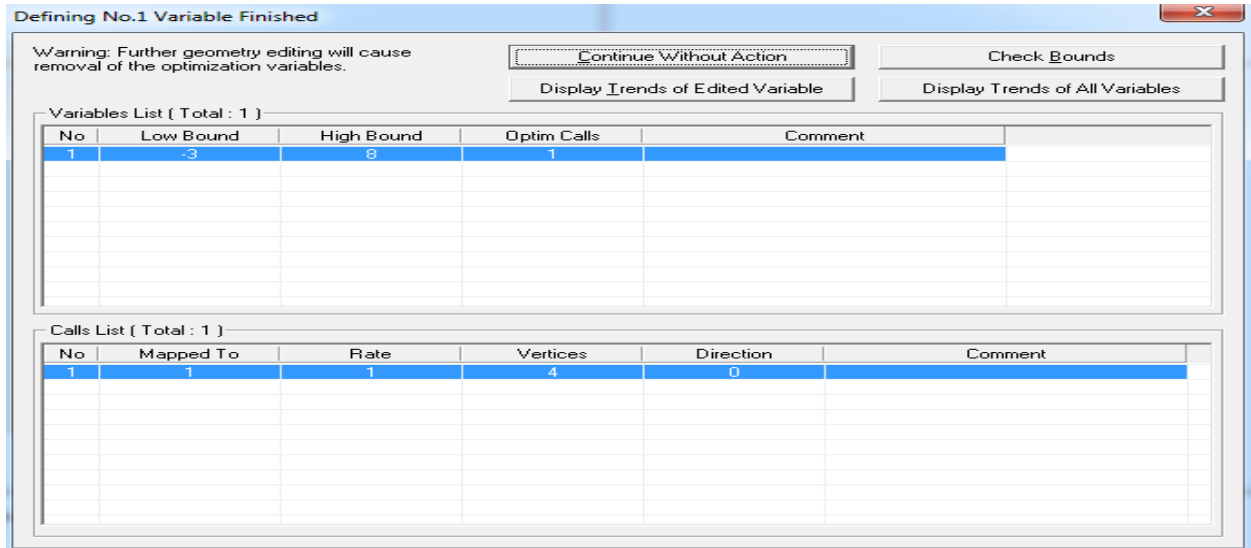 Defining No.1 Variable Finished
Warning: Further geometry editing will cause
removal of the optimization variables.
Continue Without Action
Check Bounds
Display Trends of Edited Variable
Display Trends of All Variables
Variables List ( Total : 1 )
No Low Bound High Bound Optim Calls Comment
1 -3 8 1
Calls List ( Total : 1 )
No Mapped To Rate Vertices Direction Comment
1 1 1 4 0